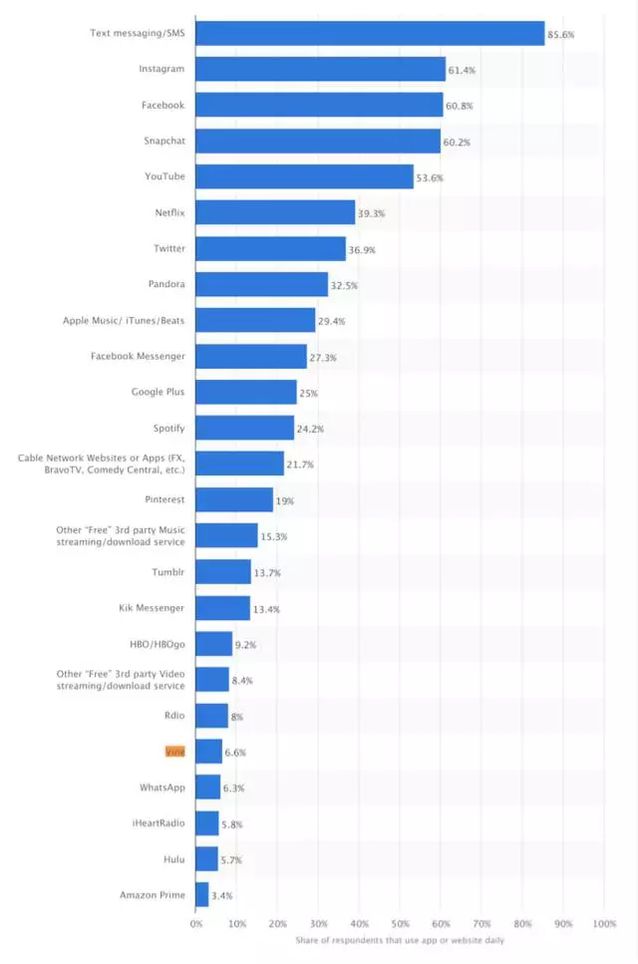 Text messaging/SMS 85.6%
Instagram 61.4%
Facebook 60.8%
Snapchat 60.2%
YouTube 53.6%
Netflix 39.3%
Twitter 36.9%
Pandora 32.5%
Apple Music/ iTunes/Beats 29.4%
Facebook Messenger 27.3%
Google Plus 25%
Spotify 24.2%
Cable Network Websites or Apps (FX,
BravoTV, Comedy Central, etc.) 21.7%
Pinterest 19%
Other “Free” 3rd party Music
streaming/download service 15.3%
Tumblr 13.7%
Kik Messenger 13.4%
HBO/HBOgo 9.2%
Other “Free” 3rd party Video
streaming/download service 8.4%
Rdio 8%
Vine 6.6%
WhatsApp 6.3%
iHeartRadio 5.8%
Hulu 5.7%
Amazon Prime 3.4%
0% 10% 20% 30% 40% 50% 60% 70% 80% 90% 100%
Share of respondents that use app or website daily